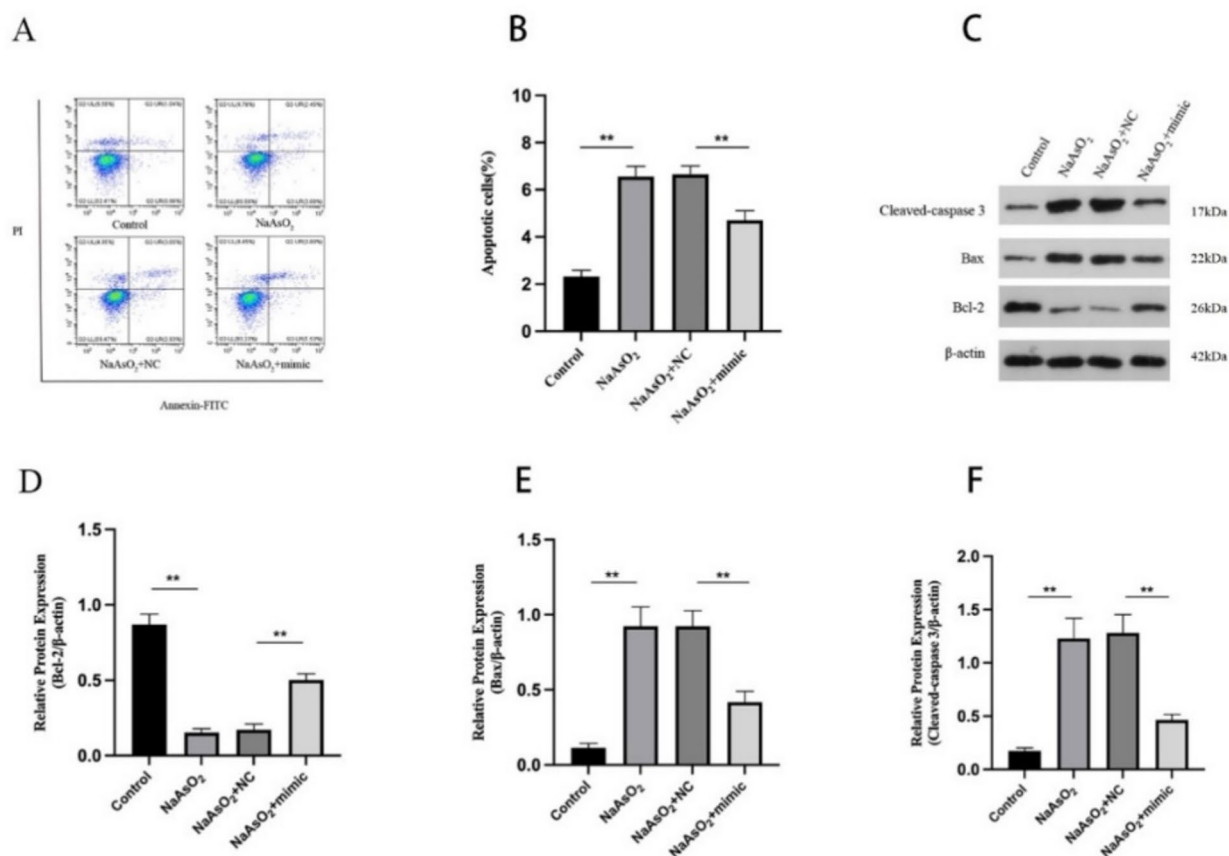 A
B
C
PI
Control
NaAsO₂
NaAsO₂+NC
NaAsO₂+mimic
Annexin-FITC
Apoptotic cells(%)
10
8
6
4
2
0
**
**
Control
NaAsO₂
NaAsO₂+NC
NaAsO₂+mimic
Control
NaAsO₂
NaAsO₂+NC
NaAsO₂+mimic
Cleaved-caspase 3
17kDa
Bax
22kDa
Bcl-2
26kDa
β-actin
42kDa
D
E
F
Relative Protein Expression
(Bcl-2/β-actin)
1.5
1.0
0.5
0.0
**
**
Control
NaAsO₂
NaAsO₂+NC
NaAsO₂+mimic
Relative Protein Expression
(Bax/β-actin)
1.5
1.0
0.5
0.0
**
**
Control
NaAsO₂
NaAsO₂+NC
NaAsO₂+mimic
Relative Protein Expression
(Cleaved-caspase 3/β-actin)
2.0
1.5
1.0
0.5
0.0
**
**
Control
NaAsO₂
NaAsO₂+NC
NaAsO₂+mimic